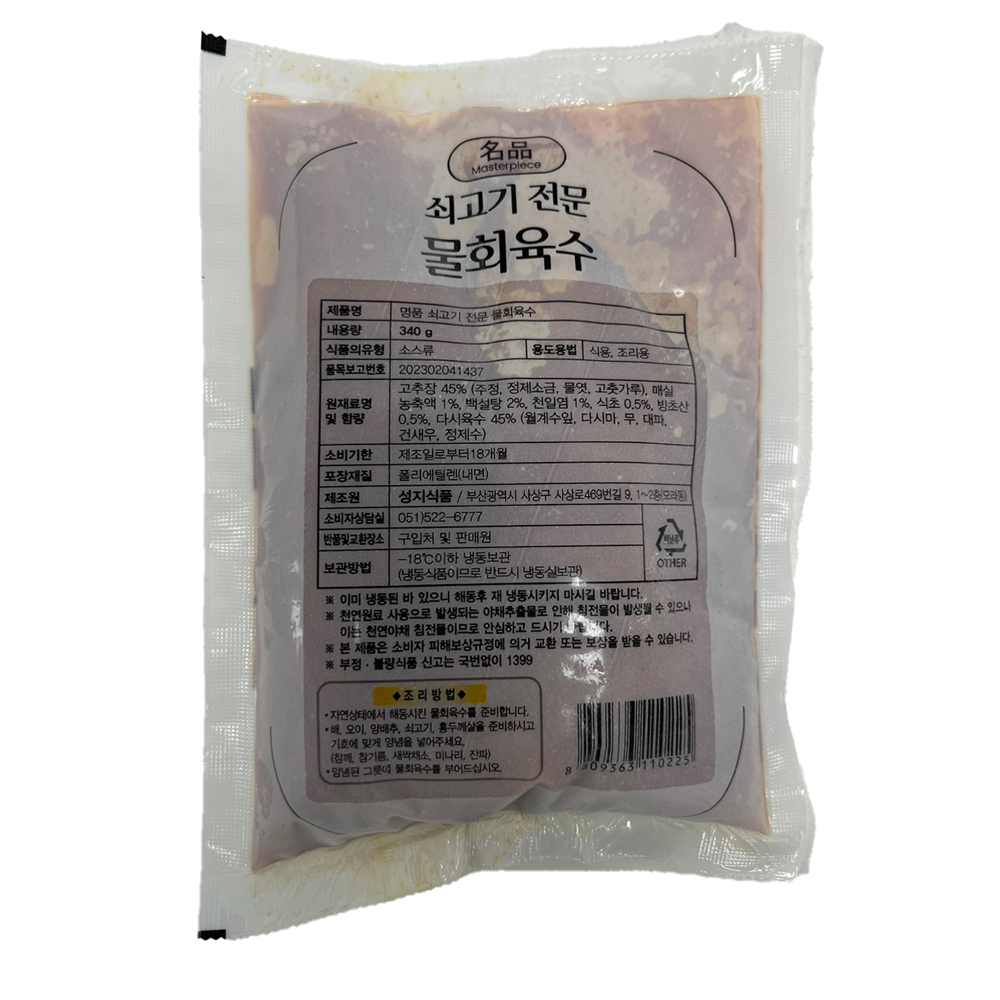 名品
Masterpiece
쇠고기 전문
물회육수
제품명 명품 쇠고기 전문 물회육수
내용량 340 g
식품의유형 소스류 용도용법 식용, 조리용
품목보고번호 202302041437
원재료명 및 함량 고추장 45% (주정, 정제소금, 물엿, 고춧가루), 매실
농축액 1%, 백설탕 2%, 천일염 1%, 식초 0.5%, 빙초산
0.5%, 다시육수 45% (월계수잎, 다시마, 무, 대파,
건새우, 정제수)
소비기한 제조일로부터18개월
포장재질 폴리에틸렌(내면)
제조원 성지식품 / 부산광역시 사상구 사상로469번길 9, 1~2층(모라동)
소비자상담실 051)522-6777
반품및교환장소 구입처 및 판매원
보관방법 -18℃이하 냉동보관
(냉동식품이므로 반드시 냉동실보관)
비닐류
OTHER
※ 이미 냉동된 바 있으니 해동후 재 냉동시키지 마시길 바랍니다.
※ 천연원료 사용으로 발생되는 야채추출물로 인해 침전물이 발생될 수 있으나
이는 천연야채 침전물이므로 안심하고 드시기 바랍니다.
※ 본 제품은 소비자 피해보상규정에 의거 교환 또는 보상을 받을 수 있습니다.
※ 부정·불량식품 신고는 국번없이 1399
◆조리방법◆
•자연상태에서 해동시킨 물회육수를 준비합니다.
•배, 오이, 양배추, 쇠고기, 홍두깨살을 준비하시고
기호에 맞게 양념을 넣어주세요.
(참깨, 참기름, 새싹채소, 미나리, 잔파)
•양념된 그릇에 물회육수를 부어드십시오.
8 809363 110225